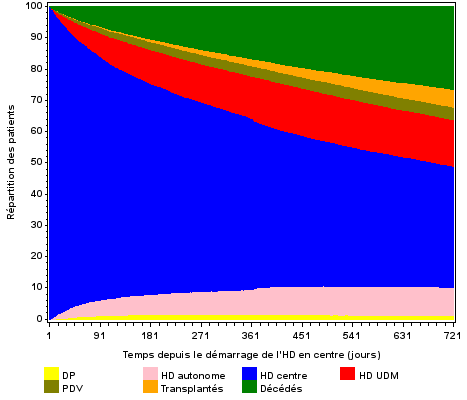 100
90
80
70
60
50
40
30
20
10
0
Répartition des patients
1 91 181 271 361 451 541 631 721
Temps depuis le démarrage de l'HD en centre (jours)
DP HD autonome HD centre HD UDM
PDV Transplantés Décédés